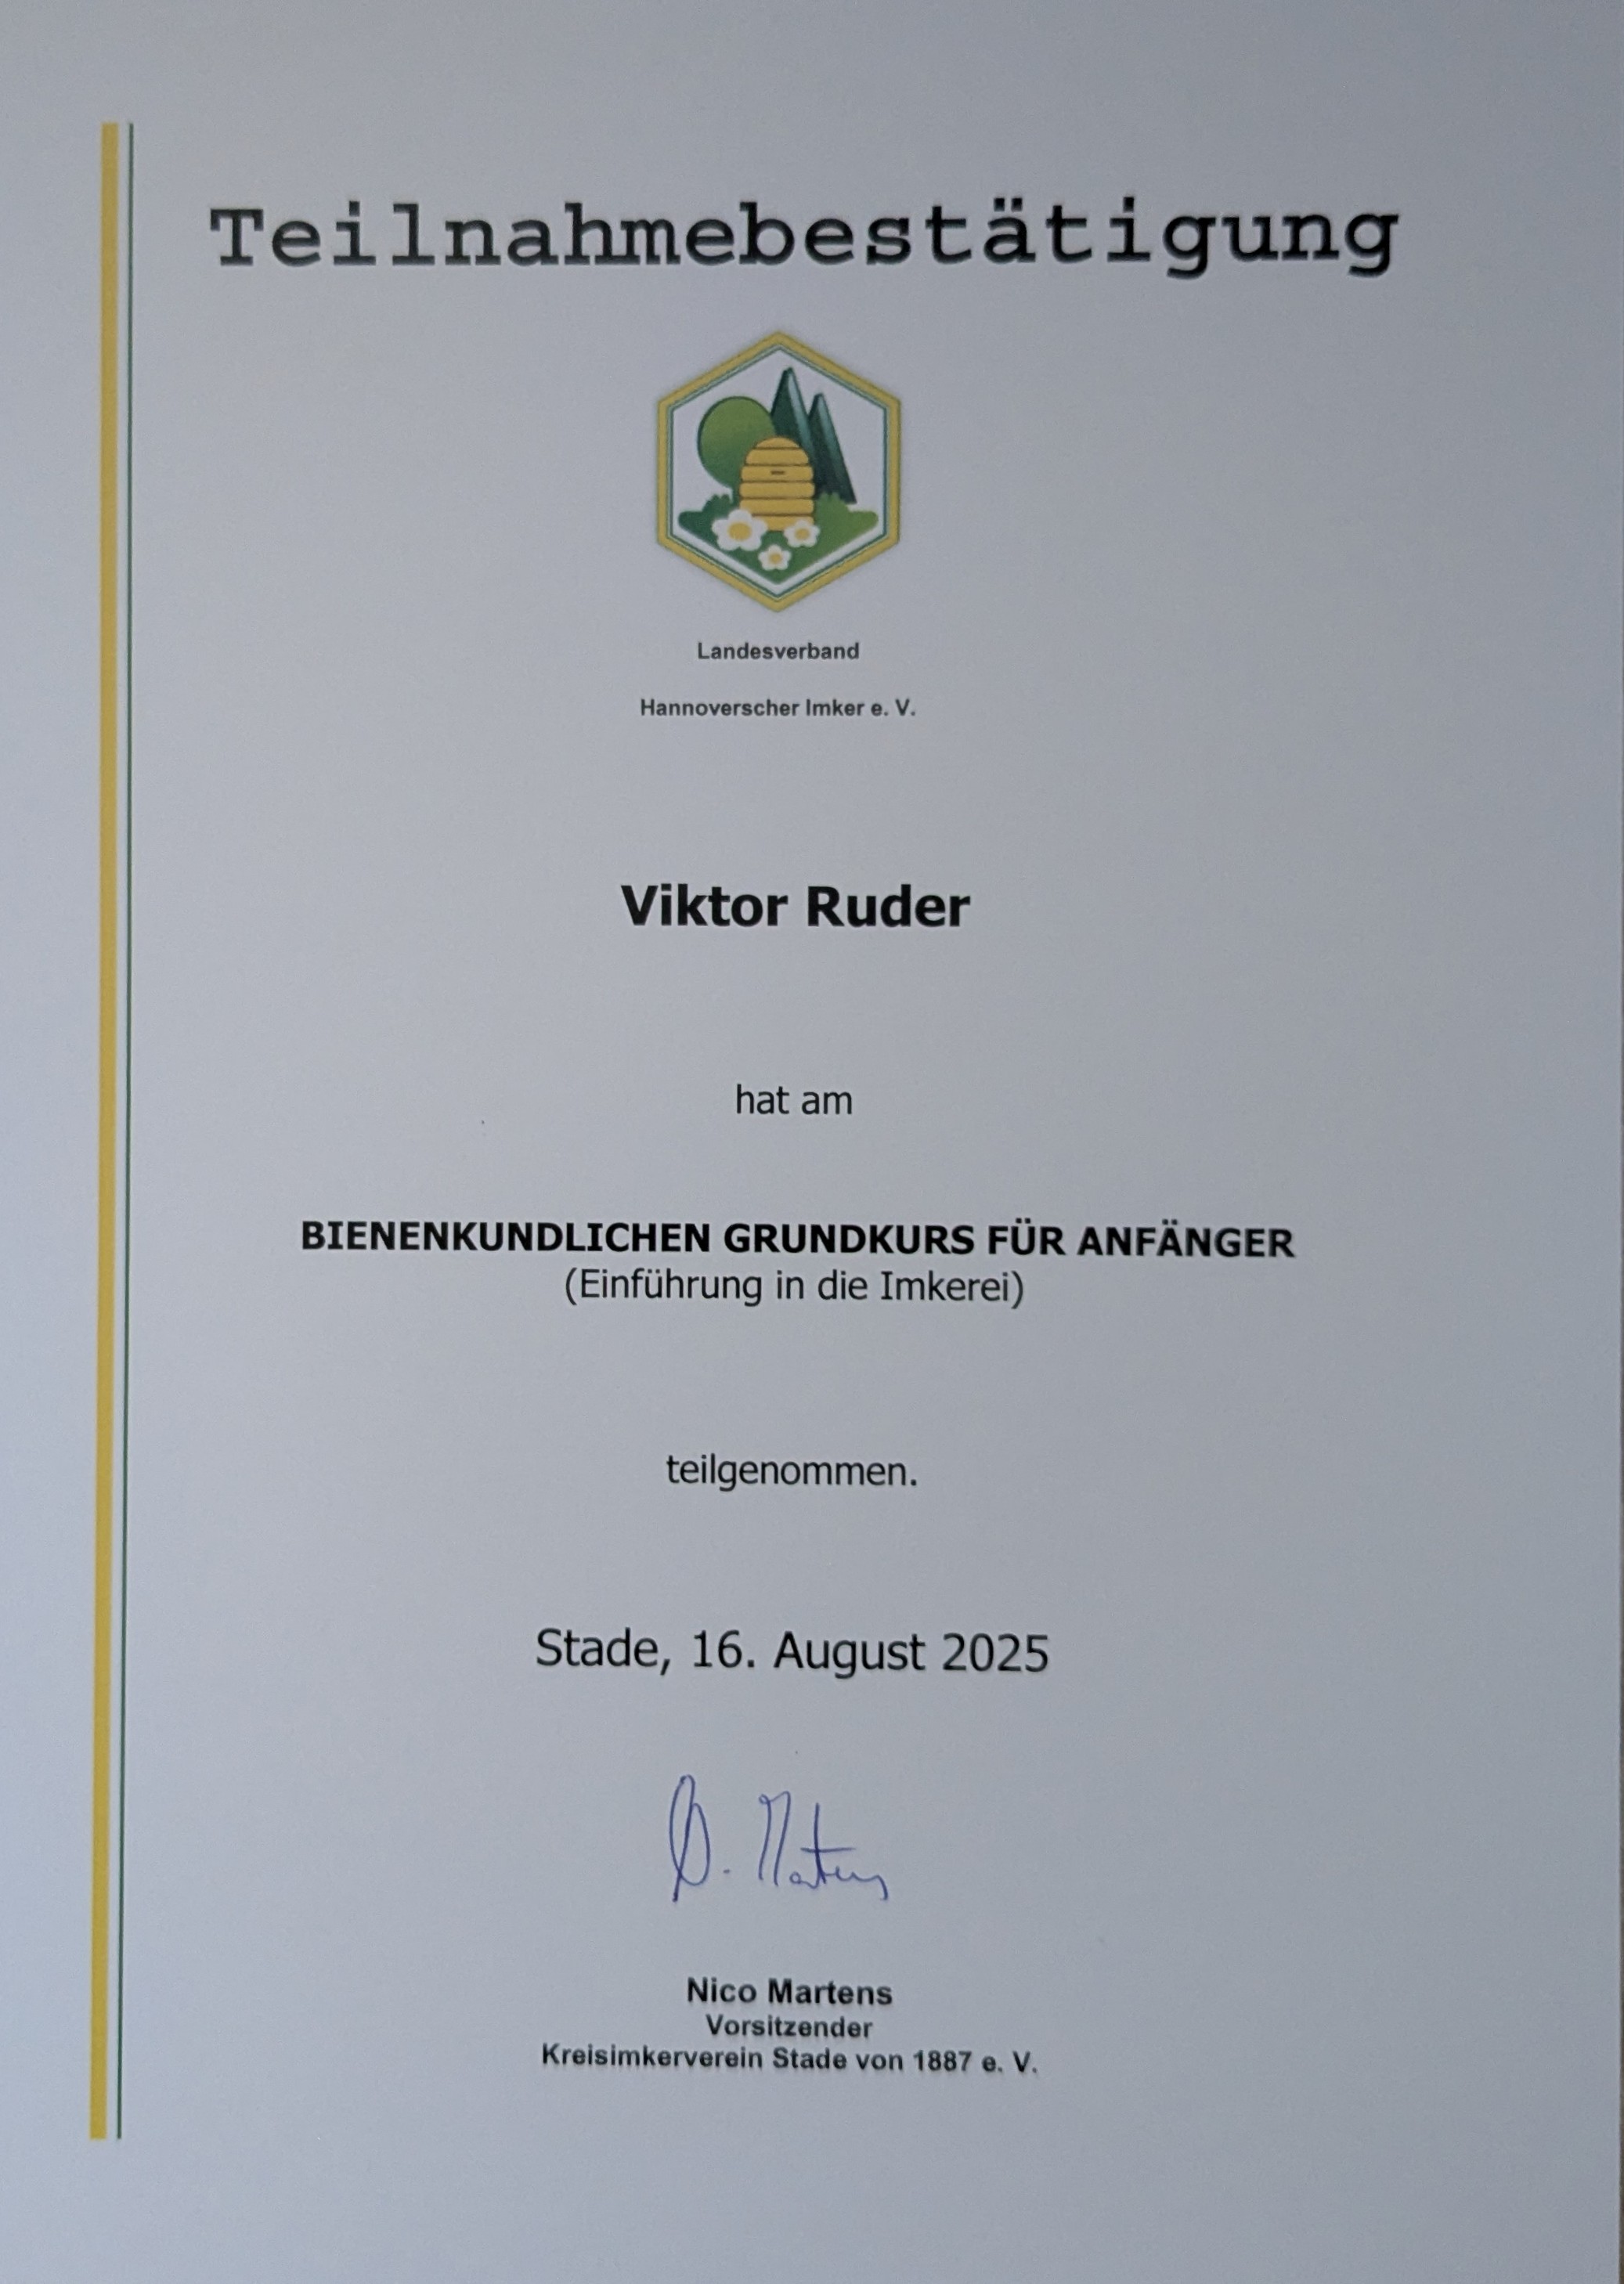 Teilnahmebestätigung
Landesverband
Hannoverscher Imker e. V.
Viktor Ruder
hat am
BIENENKUNDLICHEN GRUNDKURS FÜR ANFÄNGER
(Einführung in die Imkerei)
teilgenommen.
Stade, 16. August 2025
Nico Martens
Vorsitzender
Kreisimkerverein Stade von 1887 e. V.